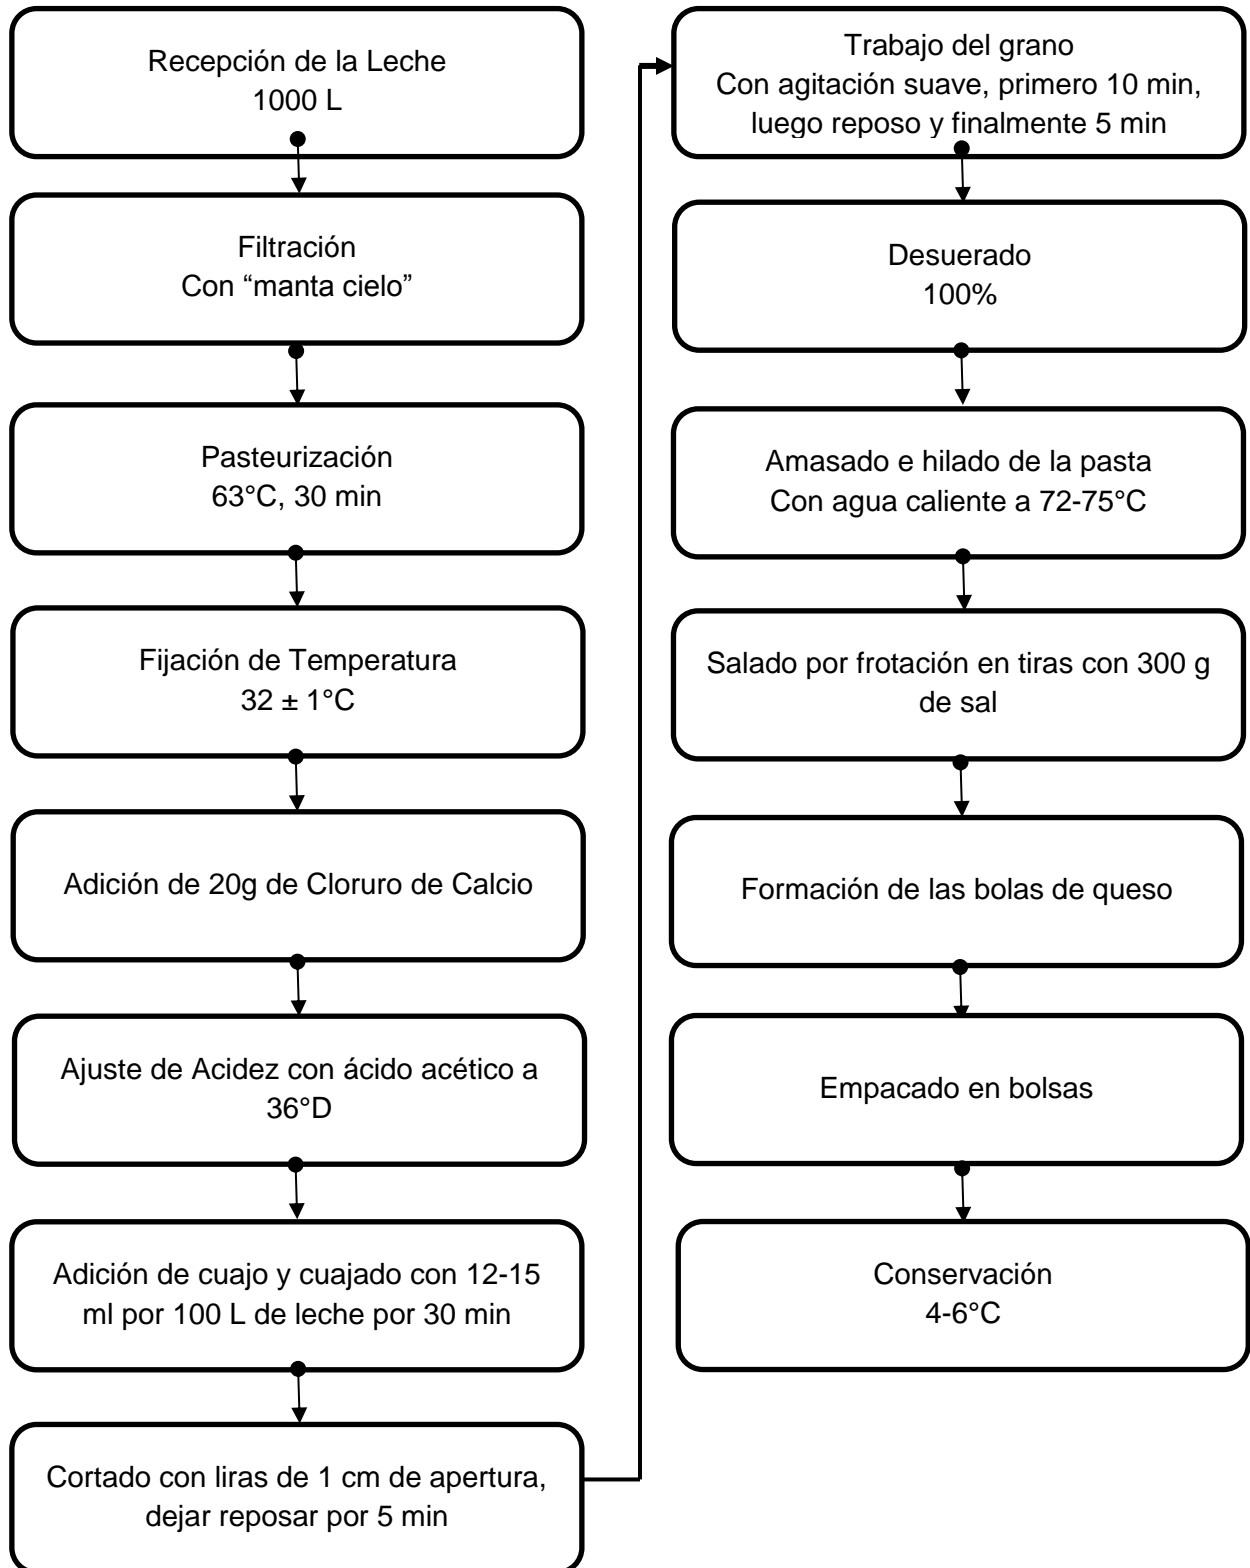 Recepción de la Leche
1000 L
Filtración
Con “manta cielo”
Pasteurización
63°C, 30 min
Fijación de Temperatura
32 ± 1°C
Adición de 20g de Cloruro de Calcio
Ajuste de Acidez con ácido acético a
36°D
Adición de cuajo y cuajado con 12-15
ml por 100 L de leche por 30 min
Cortado con liras de 1 cm de apertura,
dejar reposar por 5 min
Trabajo del grano
Con agitación suave, primero 10 min,
luego reposo y finalmente 5 min
Desuerado
100%
Amasado e hilado de la pasta
Con agua caliente a 72-75°C
Salado por frotación en tiras con 300 g
de sal
Formación de las bolas de queso
Empacado en bolsas
Conservación
4-6°C